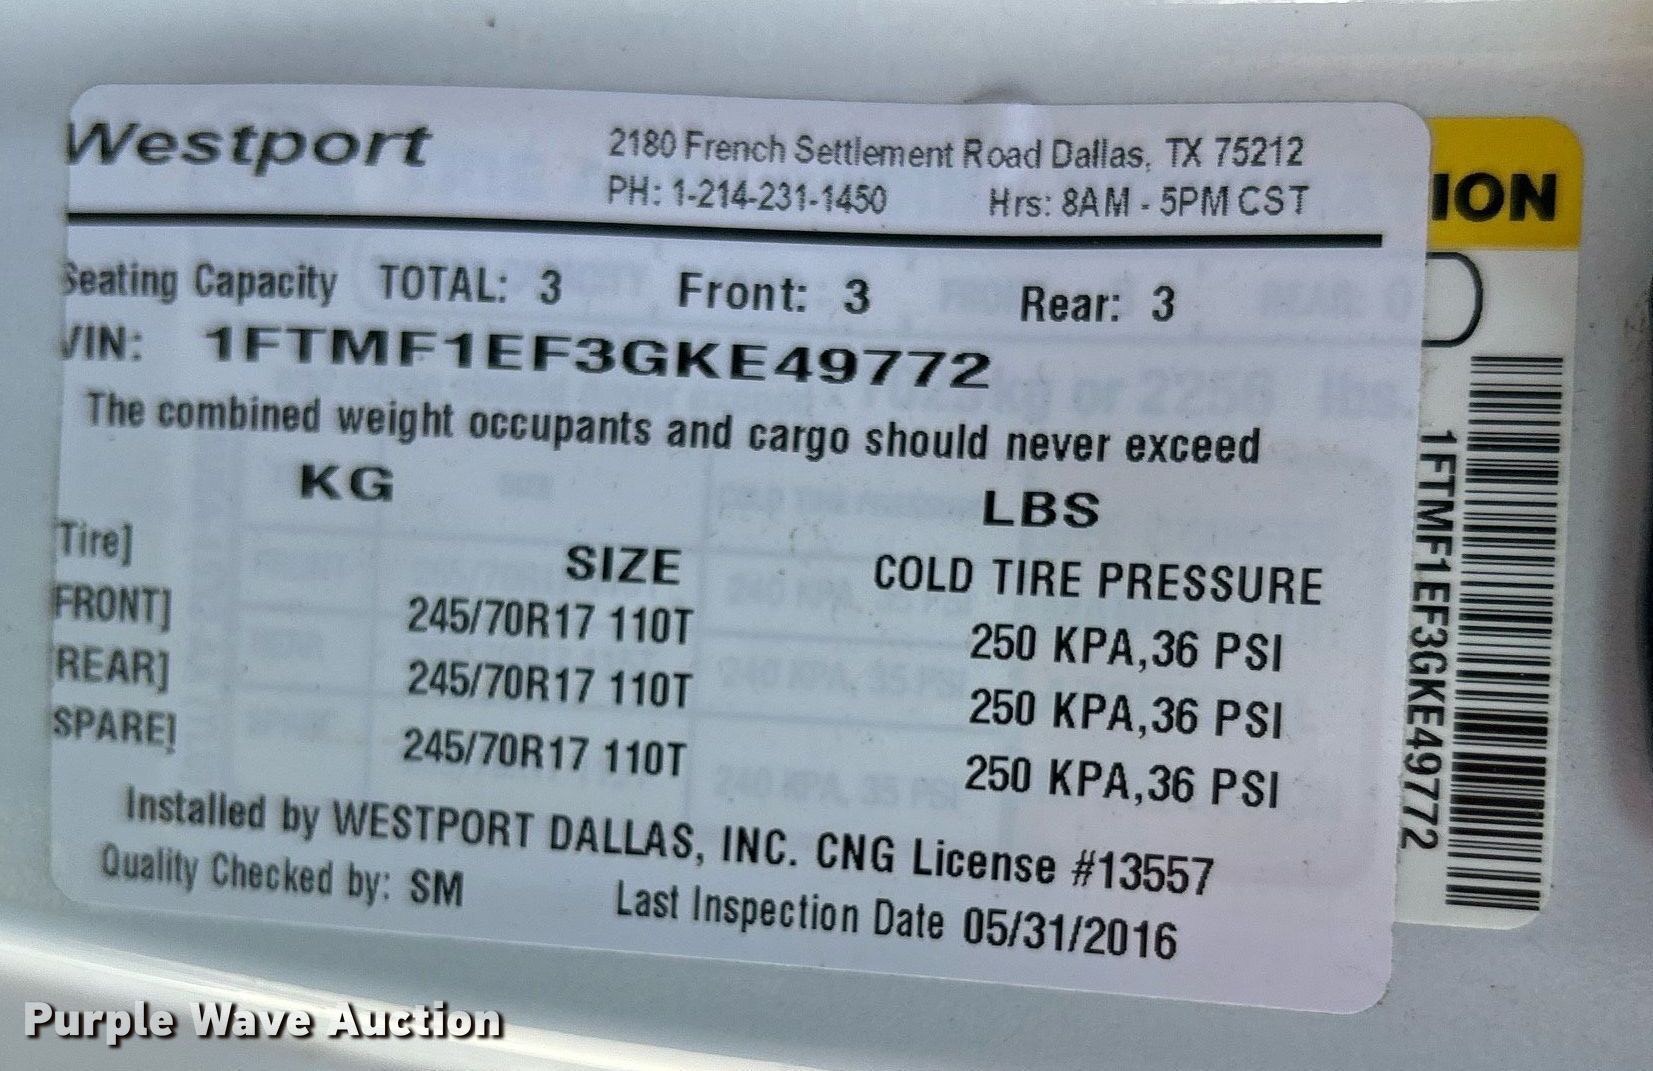 Westport
2180 French Settlement Road Dallas, TX 75212
PH: 1-214-231-1450 Hrs: 8AM - 5PM CST
ION
Seating Capacity TOTAL: 3 Front: 3 Rear: 3
VIN: 1FTMF1EF3GKE49772
The combined weight occupants and cargo should never exceed
KG LBS
Tire] SIZE COLD TIRE PRESSURE
FRONT] 245/70R17 110T 250 KPA,36 PSI
REAR] 245/70R17 110T 250 KPA,36 PSI
SPARE] 245/70R17 110T 250 KPA,36 PSI
Installed by WESTPORT DALLAS, INC. CNG License #13557
Quality Checked by: SM Last Inspection Date 05/31/2016
1FTMF1EF3GKE49772
Purple Wave Auction